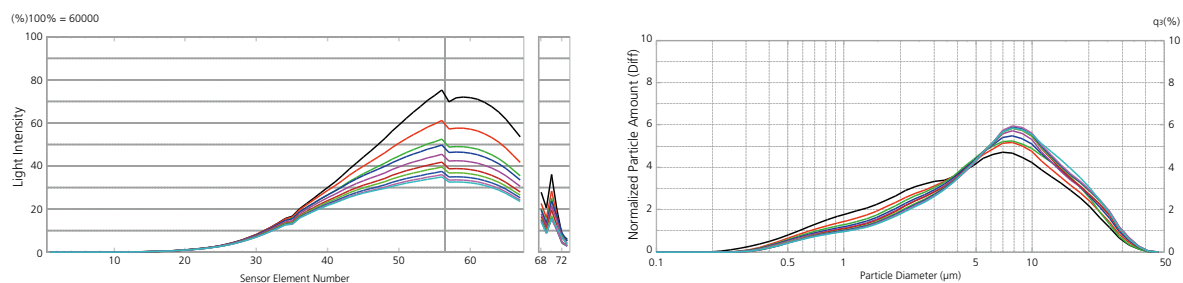 (%)100% = 60000
100
80
60
40
20
0
Light Intensity
10 20 30 40 50 60 68 72
Sensor Element Number
q3(%)
10
8
6
4
2
0
Normalized Particle Amount (Diff)
10
8
6
4
2
0
0.1 0.5 1 5 10 50
Particle Diameter (µm)